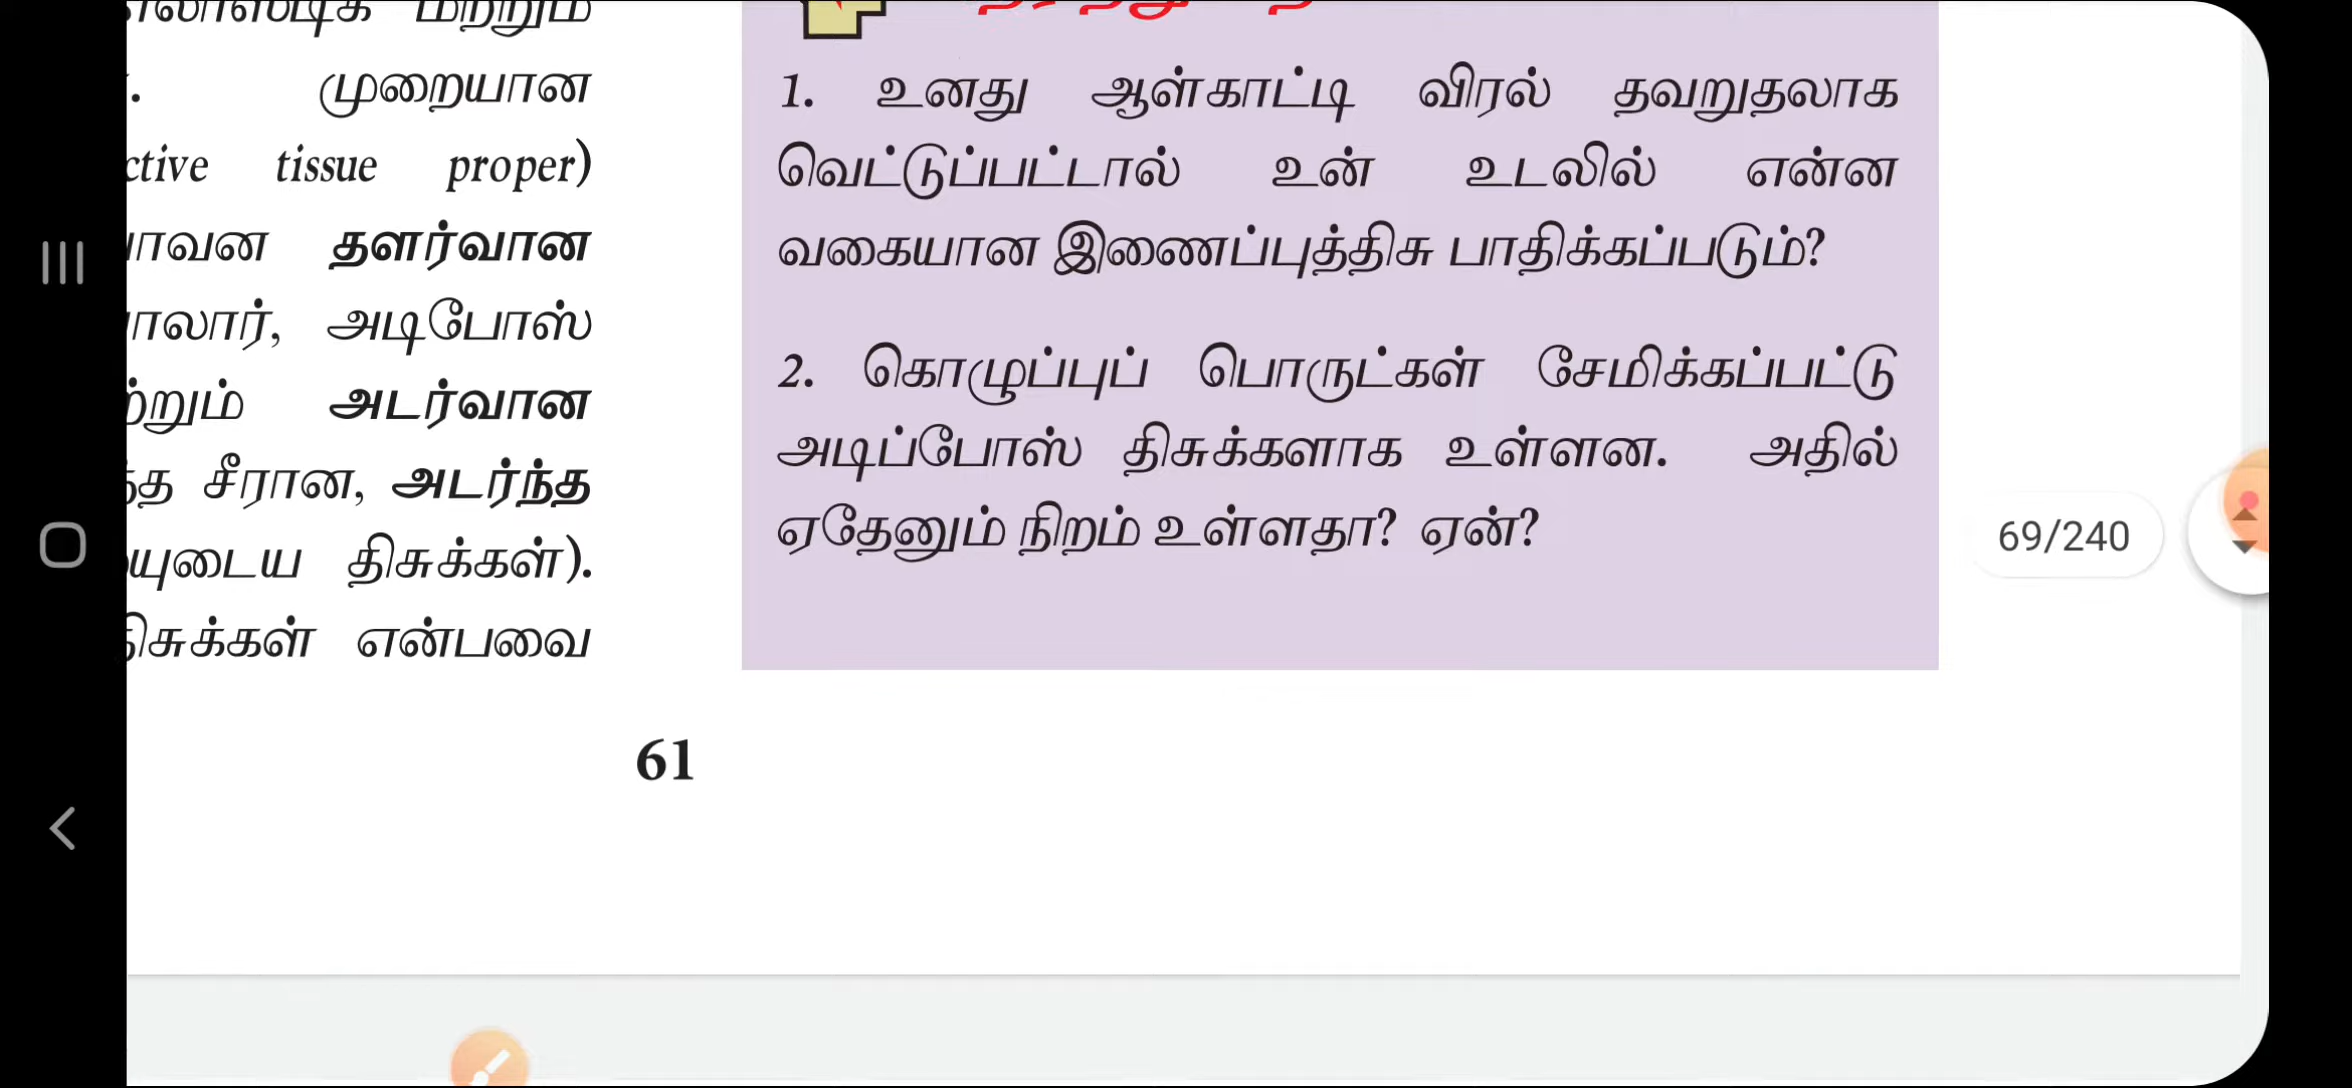 முறையான
ctive tissue proper)
தளர்வான
அடிபோஸ்
அடர்வான
சீரான, அடர்ந்த
திசுக்கள்).
என்பவை
1. உனது ஆள்காட்டி விரல் தவறுதலாக
வெட்டுப்பட்டால் உன் உடலில் என்ன
வகையான இணைப்புத்திசு பாதிக்கப்படும்?
2. கொழுப்புப் பொருட்கள் சேமிக்கப்பட்டு
அடிப்போஸ் திசுக்களாக உள்ளன. அதில்
ஏதேனும் நிறம் உள்ளதா? ஏன்?
69/240
61